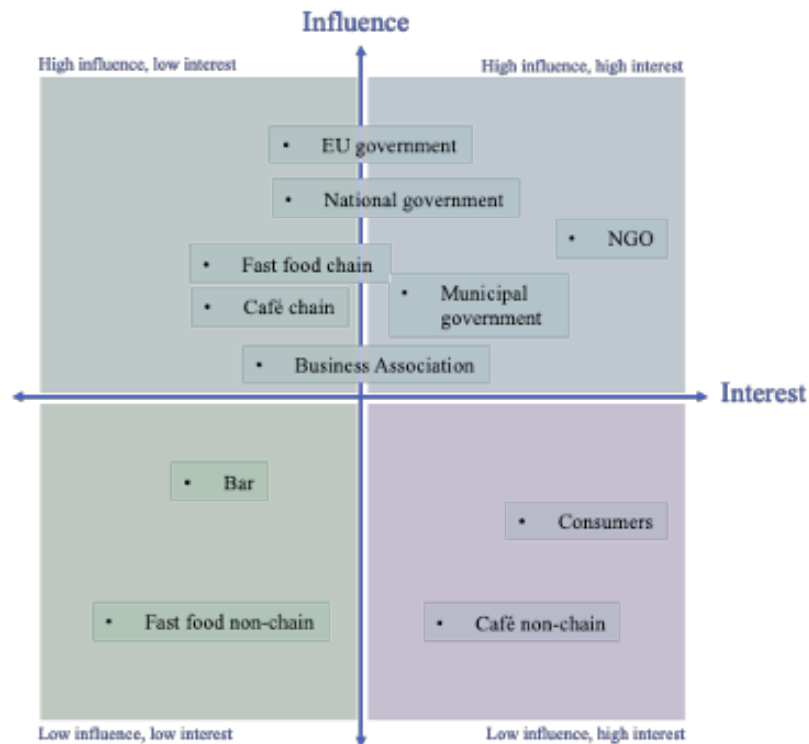 Influence
High influence, low interest
High influence, high interest
• EU government
• National government
• NGO
• Fast food chain
• Municipal
government
• Café chain
• Business Association
Interest
• Bar
• Consumers
• Fast food non-chain
• Café non-chain
Low influence, low interest
Low influence, high interest